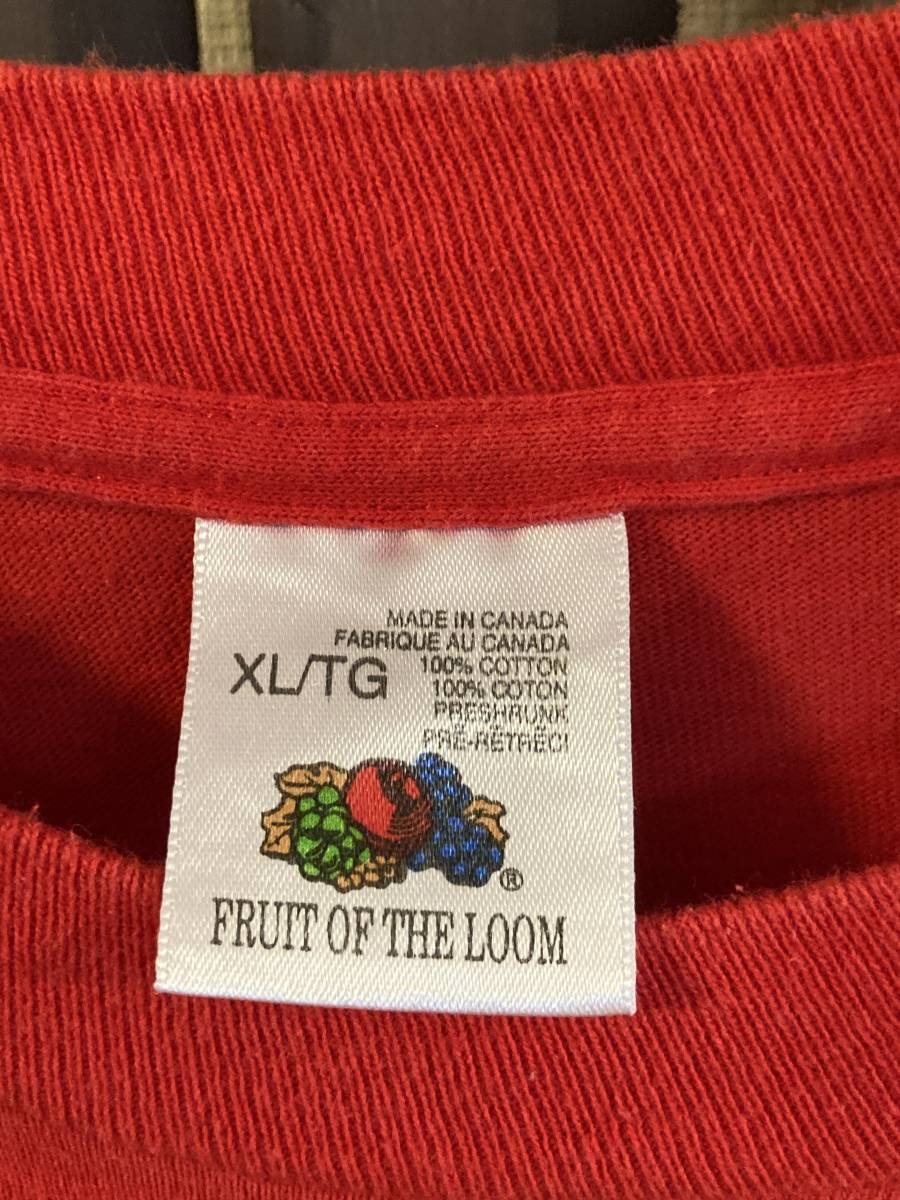 MADE IN CANADA
FABRIQUE AU CANADA
XL/TG
100% COTTON
100% COTON
PRESHRUNK
PRÉ-RÉTRÉCI
®
FRUIT OF THE LOOM